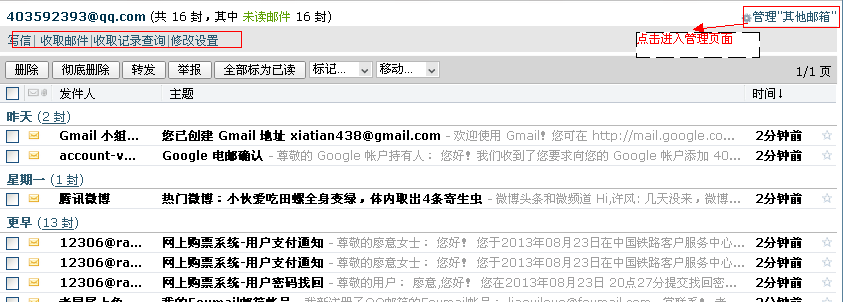 403592393@qq.com (共 16 封，其中 未读邮件 16 封)
管理"其他邮箱"
写信| 收取邮件|收取记录查询|修改设置
点击进入管理页面
删除 彻底删除 转发 举报 全部标为已读 标记... 移动... 1/1 页
发件人 主题 时间↓
昨天 (2 封)
Gmail 小组... 您已创建 Gmail 地址 xiatian438@gmail.com - 欢迎使用 Gmail! 您可在 http://mail.google.co... 2分钟前
account-v... Google 电邮确认 - 尊敬的 Google 帐户持有人： 您好! 我们收到了您要求向您的 Google 帐户添加 40... 2分钟前
星期一 (1 封)
腾讯微博 热门微博：小伙爱吃田螺全身变绿，体内取出4条寄生虫 - 微博头条和微频道 Hi,许风: 几天没来，微博... 2分钟前
更早 (13 封)
12306@ra... 网上购票系统-用户支付通知 - 尊敬的廖意女士： 您好! 您于2013年08月23日在中国铁路客户服务中心... 2分钟前
12306@ra... 网上购票系统-用户支付通知 - 尊敬的廖意女士： 您好! 您于2013年08月23日在中国铁路客户服务中心... 2分钟前
12306@ra... 网上购票系统-用户密码找回 - 尊敬的用户： 廖意,您好! 您在2013年08月23日 20点27分提交找回密... 2分钟前